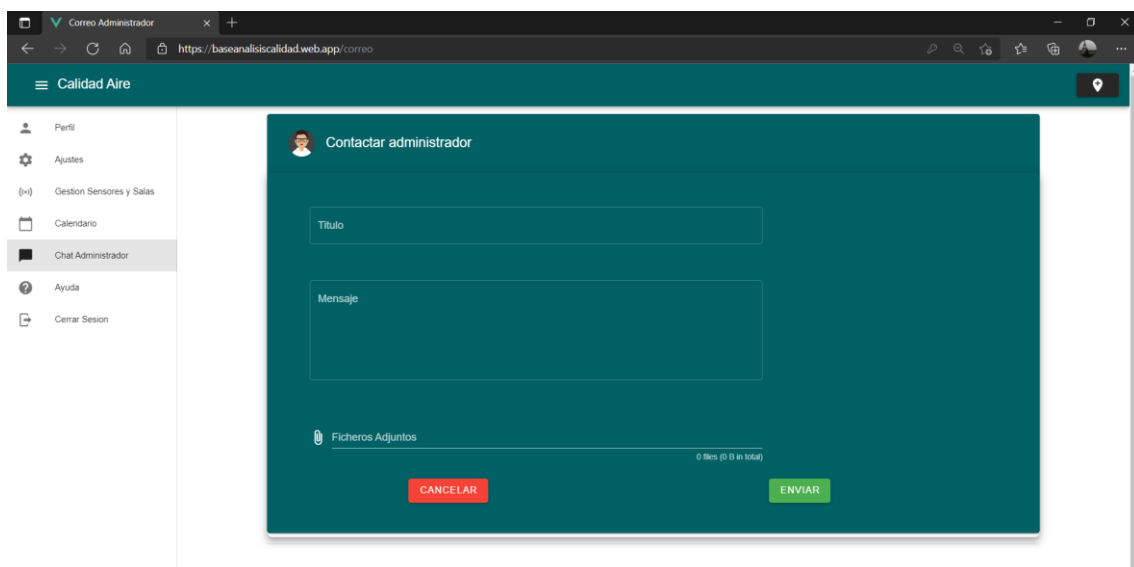 Correo Administrador
https://baseanalisiscalidad.web.app/correo
Calidad Aire
Perfil
Ajustes
Gestion Sensores y Salas
Calendario
Chat Administrador
Ayuda
Cerrar Sesion
Contactar administrador
Titulo
Mensaje
Ficheros Adjuntos
0 files (0 B in total)
CANCELAR
ENVIAR